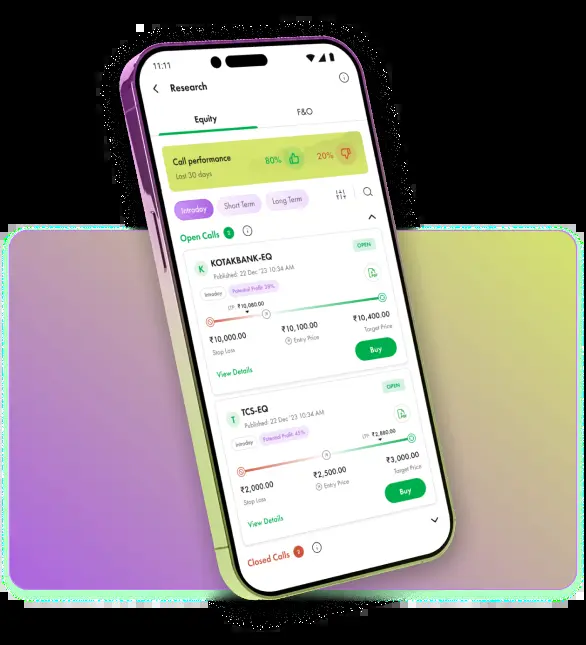 11:11
Research
Equity
F&O
Call performance
Last 30 days
80%
20%
Intraday
Short Term
Long Term
Open Calls 2
K
KOTAKBANK-EQ
OPEN
Published: 22 Dec '23 10:34 AM
Intraday
Potential Profit: 38%
LTP: ₹10,080.00
₹10,000.00
₹10,100.00
₹10,400.00
Stop Loss
Entry Price
Target Price
View Details
Buy
T
TCS-EQ
OPEN
Published: 22 Dec '23 10:34 AM
Intraday
Potential Profit: 45%
LTP: ₹2,880.00
₹2,000.00
₹2,500.00
₹3,000.00
Stop Loss
Entry Price
Target Price
View Details
Buy
Closed Calls